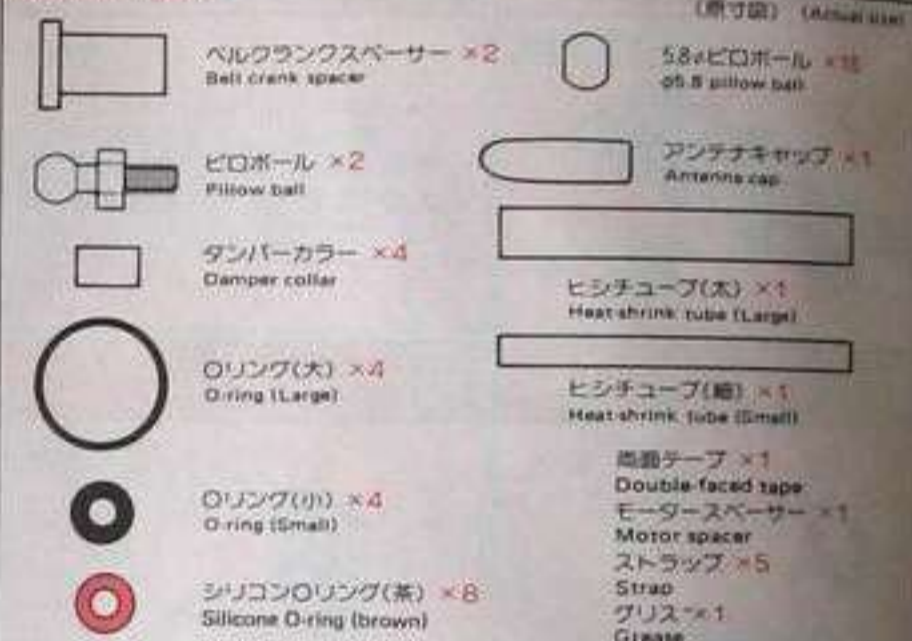 (原寸図) (Actual size)
ベルクランクスペーサー ×2
Bell crank spacer
ピロボール ×2
Pillow ball
ダンパーカラー ×4
Damper collar
Oリング(大) ×4
O-ring (Large)
Oリング(小) ×4
O-ring (Small)
シリコンOリング(茶) ×8
Silicone O-ring (brown)
5.8φピロボール
φ5.8 pillow ball
アンテナキャップ ×1
Antenna cap
ヒシチューブ(太) ×1
Heat-shrink tube (Large)
ヒシチューブ(細) ×1
Heat-shrink tube (Small)
両面テープ ×1
Double-faced tape
モータースペーサー ×1
Motor spacer
ストラップ ×5
Strap
グリス ×1
Grease